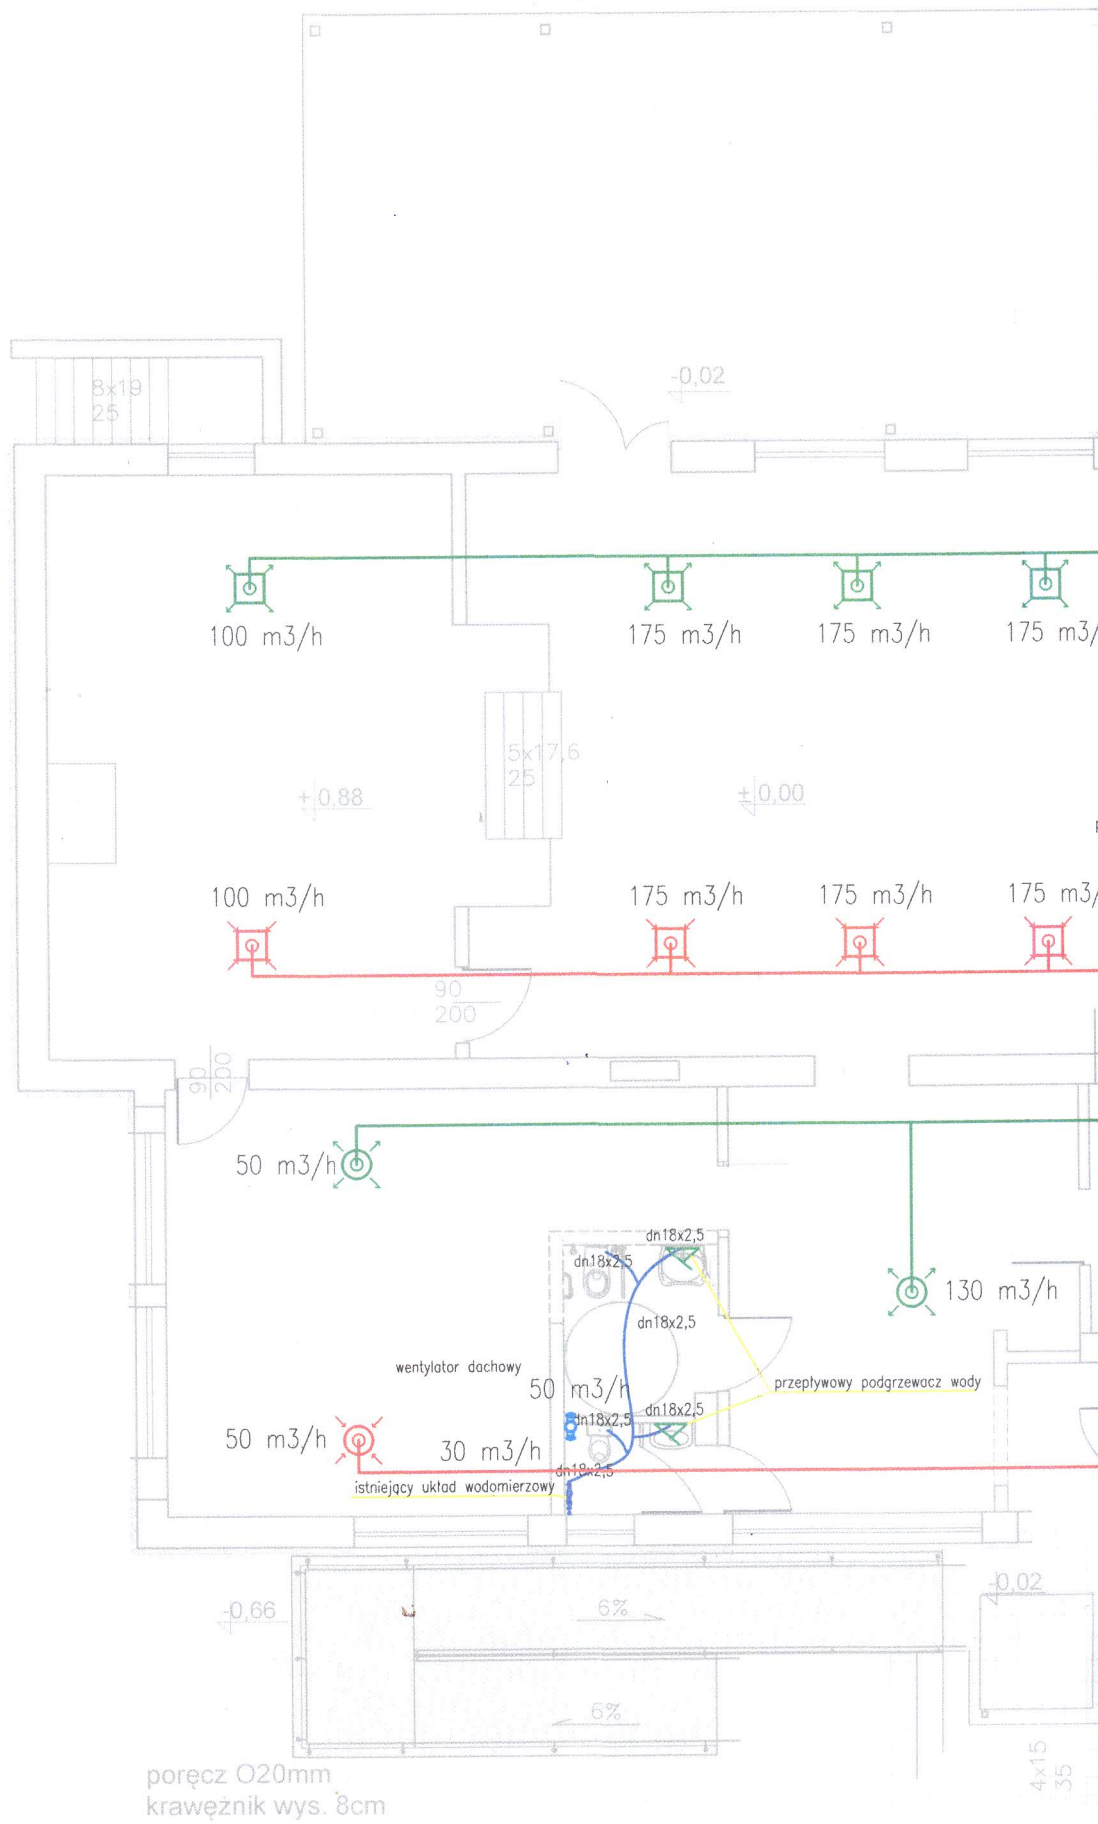 -0,02
8x19
25
100 m3/h
175 m3/h
175 m3/h
175 m3/
5x17,6
25
+0,88
±0,00
100 m3/h
175 m3/h
175 m3/h
175 m3/
90
200
90
200
50 m3/h
dn18x2,5
dn18x2,5
130 m3/h
dn18x2,5
wentylator dachowy
50 m3/h
przepływowy podgrzewacz wody
dn18x2,5
dn18x2,5
50 m3/h
30 m3/h
dn18x2,5
istniejący układ wodomierzowy
-0,66
6%
-0,02
6%
4x15
35
poręcz O20mm
krawężnik wys. 8cm